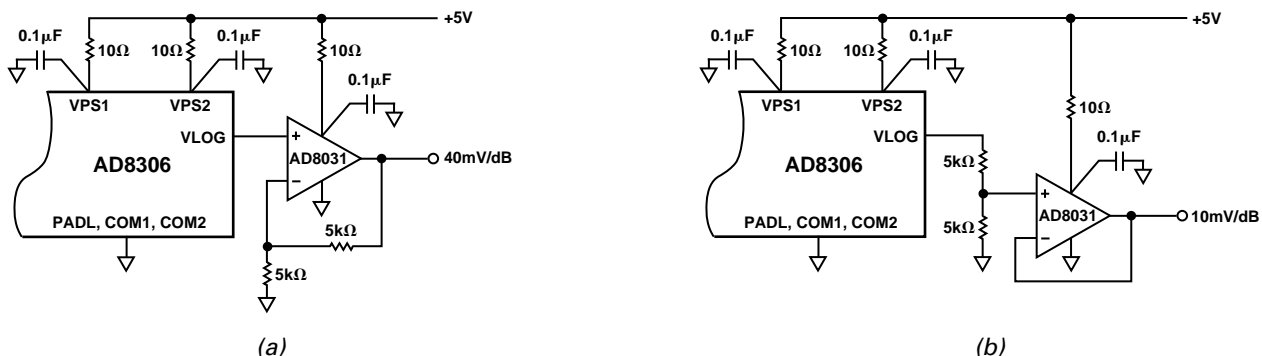 +5V
0.1µF
10Ω
10Ω
0.1µF
10Ω
0.1µF
VPS1
VPS2
VLOG
+
AD8031
–
40mV/dB
AD8306
PADL, COM1, COM2
5kΩ
5kΩ
(a)
+5V
0.1µF
10Ω
10Ω
0.1µF
VPS1
VPS2
10Ω
VLOG
0.1µF
5kΩ
AD8306
+
AD8031
–
10mV/dB
5kΩ
PADL, COM1, COM2
(b)